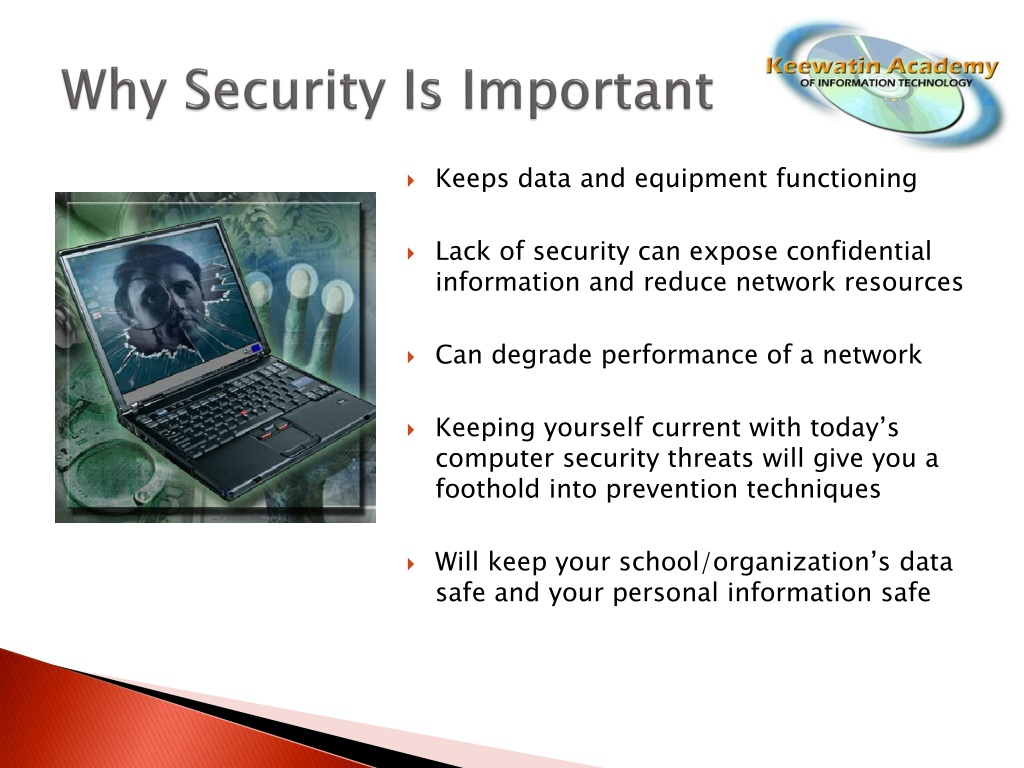 Why Security Is Important
Keewatin Academy
OF INFORMATION TECHNOLOGY
Keeps data and equipment functioning
Lack of security can expose confidential
information and reduce network resources
Can degrade performance of a network
Keeping yourself current with today’s
computer security threats will give you a
foothold into prevention techniques
Will keep your school/organization’s data
safe and your personal information safe